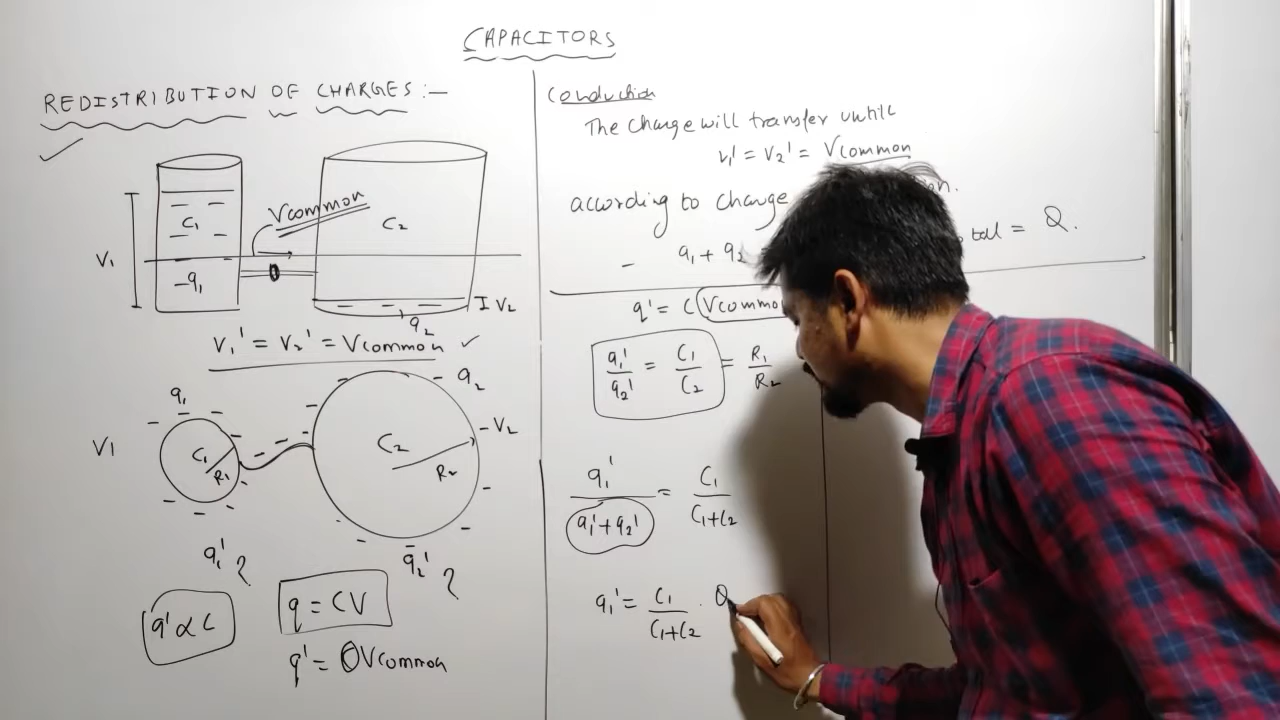 CAPACITORS
REDISTRIBUTION OF CHARGES :—
C₁
Vcommon
C₂
V₁
-q₁
V₂
q₂
V₁' = V₂' = Vcommon ✓
q₁
q₂
V1
C₁
R₁
C₂
R₂
V₂
q₁' ?
q₂' ?
q' ∝ C
q = CV
q' = CVcommon
Conduction
The Charge will transfer untill
V₁' = V₂' = Vcommon
according to charge
q₁ + q₂
= Q.
q' = C Vcommon
q₁'/q₂' = C₁/C₂ = R₁/R₂
q₁'/(q₁' + q₂') = C₁/(C₁+C₂)
q₁' = C₁/(C₁+C₂) . Q